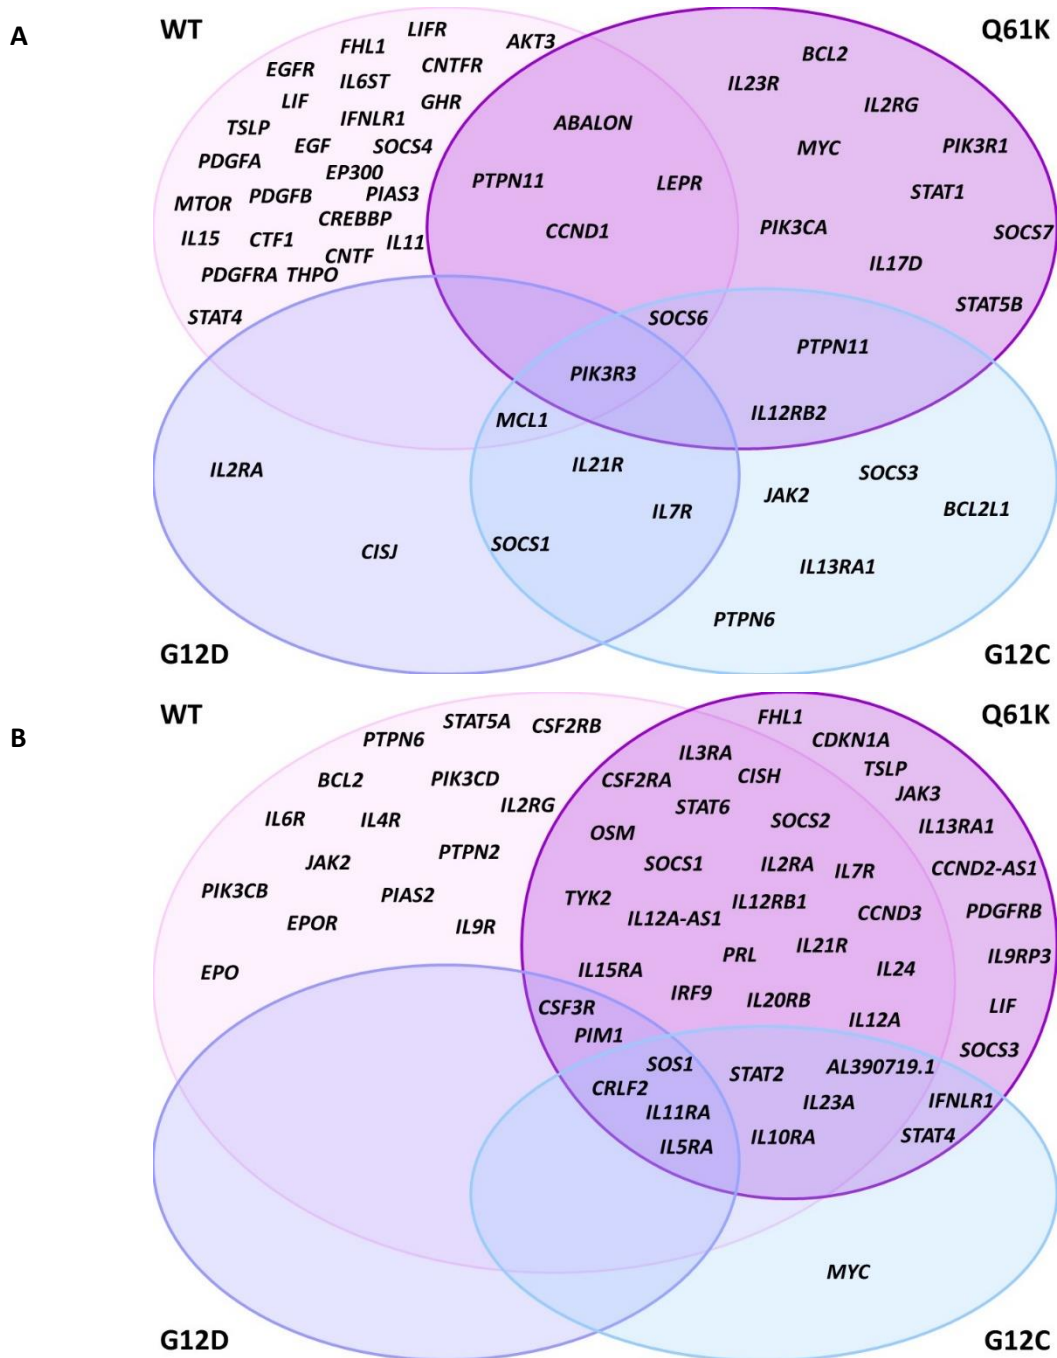 A
WT
Q61K
LIFR
AKT3
FHL1
BCL2
CNTFR
EGFR
IL6ST
IL23R
LIF
GHR
IL2RG
IFNLR1
ABALON
TSLP
EGF
SOCS4
MYC
PIK3R1
PDGFA
EP300
PTPN11
LEPR
STAT1
MTOR
PDGFB
PIAS3
CREBBP
PIK3CA
CCND1
SOCS7
IL15
CTF1
IL11
CNTF
IL17D
PDGFRA
THPO
STAT5B
STAT4
SOCS6
PTPN11
PIK3R3
MCL1
IL12RB2
IL2RA
IL21R
SOCS3
JAK2
BCL2L1
IL7R
SOCS1
CISJ
IL13RA1
PTPN6
G12D
G12C
B
WT
Q61K
STAT5A
CSF2RB
FHL1
PTPN6
CDKN1A
IL3RA
BCL2
PIK3CD
CSF2RA
CISH
TSLP
JAK3
IL2RG
STAT6
IL6R
IL4R
SOCS2
IL13RA1
OSM
JAK2
PTPN2
SOCS1
IL2RA
IL7R
CCND2-AS1
PIK3CB
PIAS2
TYK2
IL12RB1
IL12A-AS1
CCND3
PDGFRB
EPOR
IL9R
PRL
IL21R
IL9RP3
EPO
IL15RA
IL24
CSF3R
IRF9
IL20RB
LIF
IL12A
PIM1
SOCS3
SOS1
STAT2
AL390719.1
CRLF2
IL23A
IFNLR1
IL11RA
IL5RA
IL10RA
STAT4
MYC
G12D
G12C